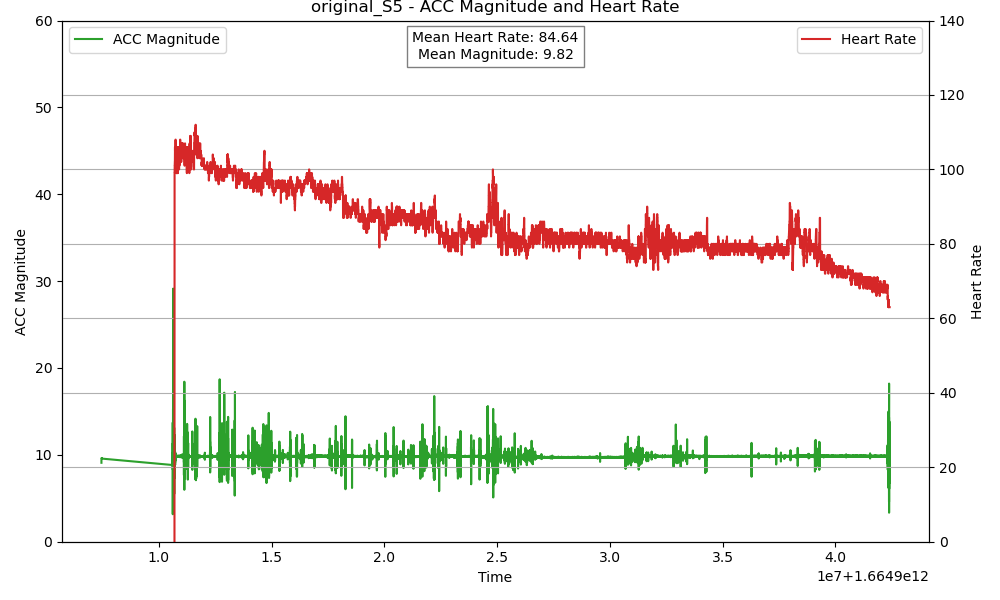 original_S5 - ACC Magnitude and Heart Rate
ACC Magnitude
Mean Heart Rate: 84.64
Mean Magnitude: 9.82
Heart Rate
60
50
40
30
20
10
0
ACC Magnitude
140
120
100
80
60
40
20
0
Heart Rate
1.0
1.5
2.0
2.5
3.0
3.5
4.0
Time
1e7+1.6649e12